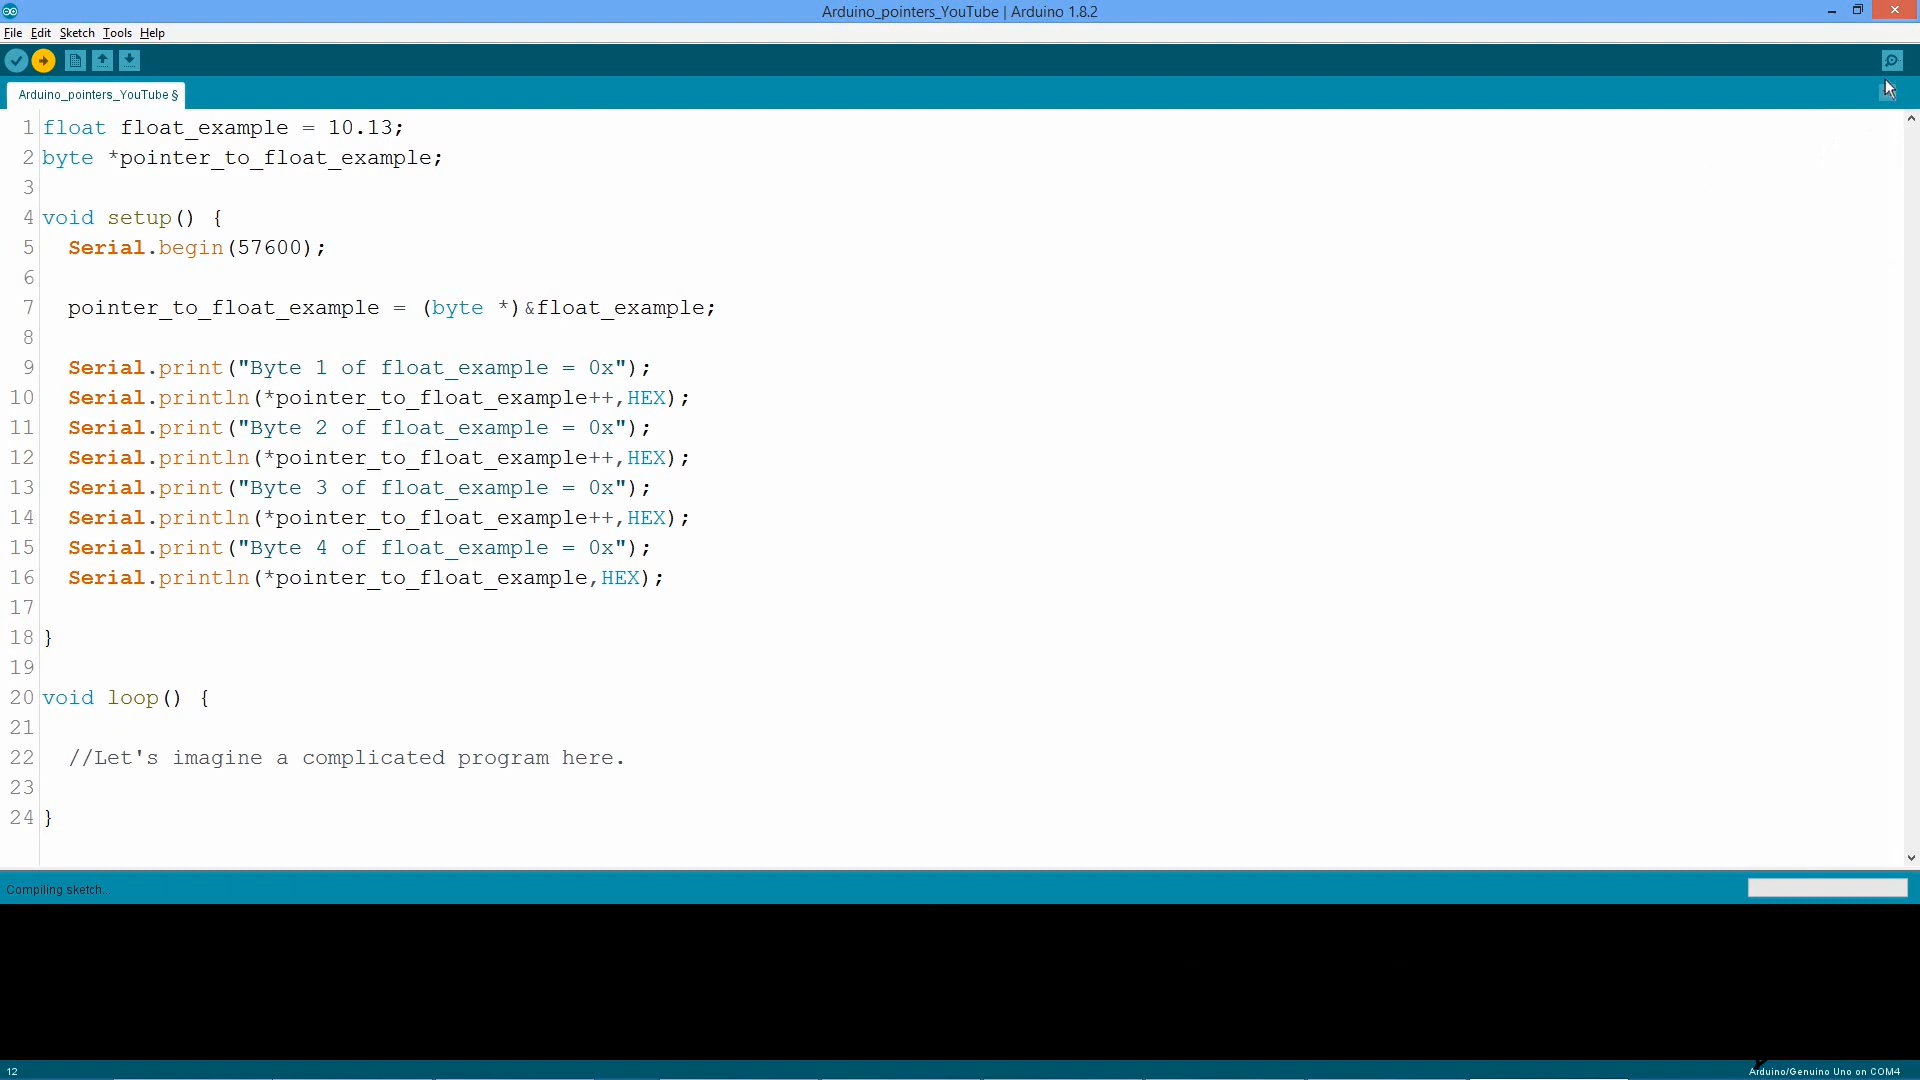 Arduino_pointers_YouTube | Arduino 1.8.2
File Edit Sketch Tools Help
Arduino_pointers_YouTube §
1 float float_example = 10.13;
2 byte *pointer_to_float_example;
3
4 void setup() {
5 Serial.begin(57600);
6
7 pointer_to_float_example = (byte *)&float_example;
8
9 Serial.print("Byte 1 of float_example = 0x");
10 Serial.println(*pointer_to_float_example++,HEX);
11 Serial.print("Byte 2 of float_example = 0x");
12 Serial.println(*pointer_to_float_example++,HEX);
13 Serial.print("Byte 3 of float_example = 0x");
14 Serial.println(*pointer_to_float_example++,HEX);
15 Serial.print("Byte 4 of float_example = 0x");
16 Serial.println(*pointer_to_float_example,HEX);
17
18 }
19
20 void loop() {
21
22 //Let's imagine a complicated program here.
23
24 }
Compiling sketch...
12
Arduino/Genuino Uno on COM4